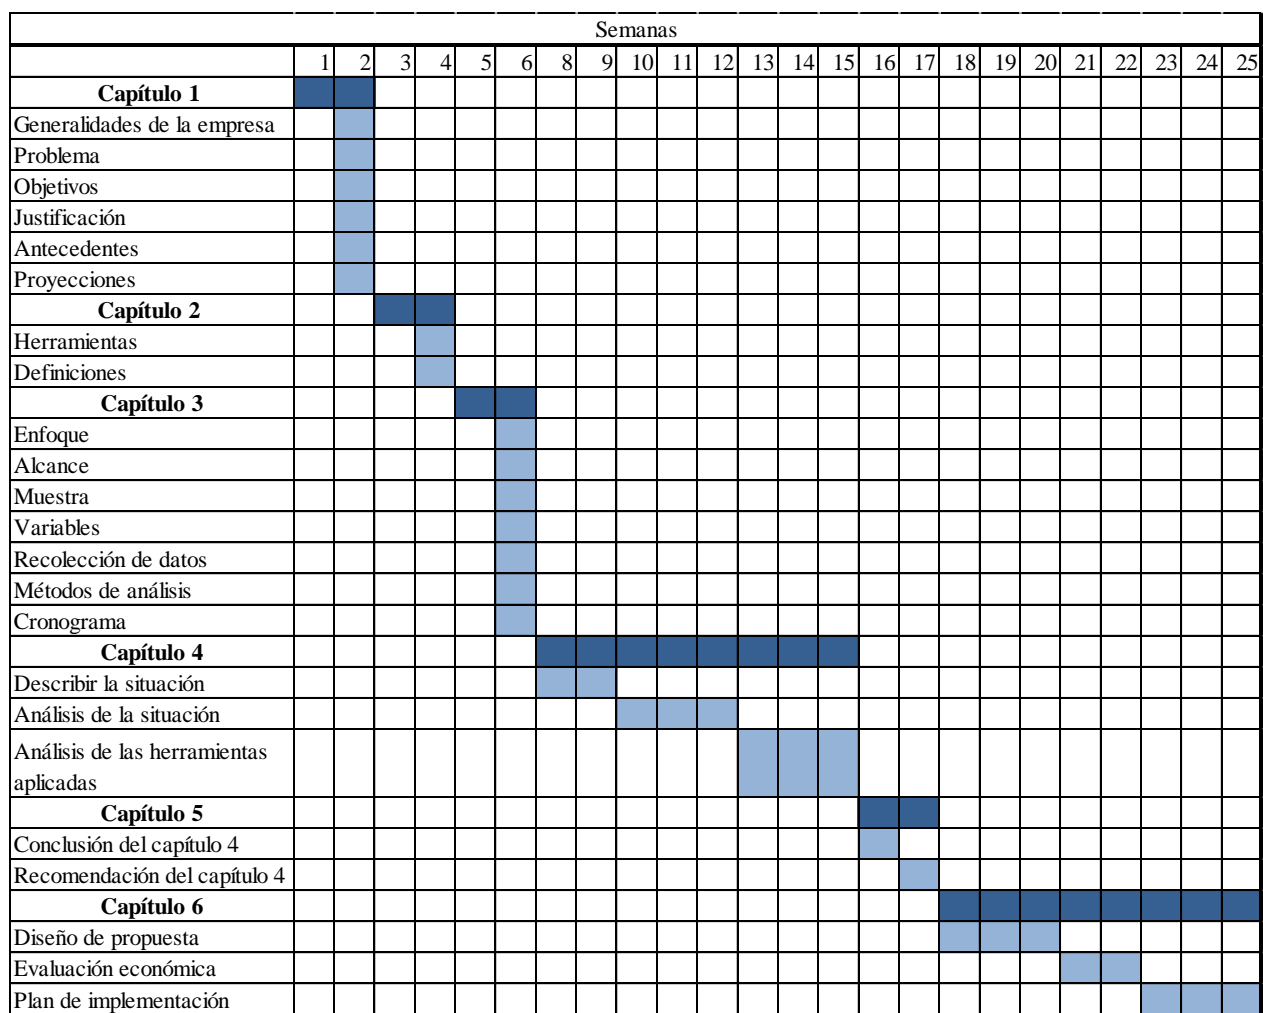 Semanas
1 2 3 4 5 6 8 9 10 11 12 13 14 15 16 17 18 19 20 21 22 23 24 25
Capítulo 1
Generalidades de la empresa
Problema
Objetivos
Justificación
Antecedentes
Proyecciones
Capítulo 2
Herramientas
Definiciones
Capítulo 3
Enfoque
Alcance
Muestra
Variables
Recolección de datos
Métodos de análisis
Cronograma
Capítulo 4
Describir la situación
Análisis de la situación
Análisis de las herramientas
aplicadas
Capítulo 5
Conclusión del capítulo 4
Recomendación del capítulo 4
Capítulo 6
Diseño de propuesta
Evaluación económica
Plan de implementación